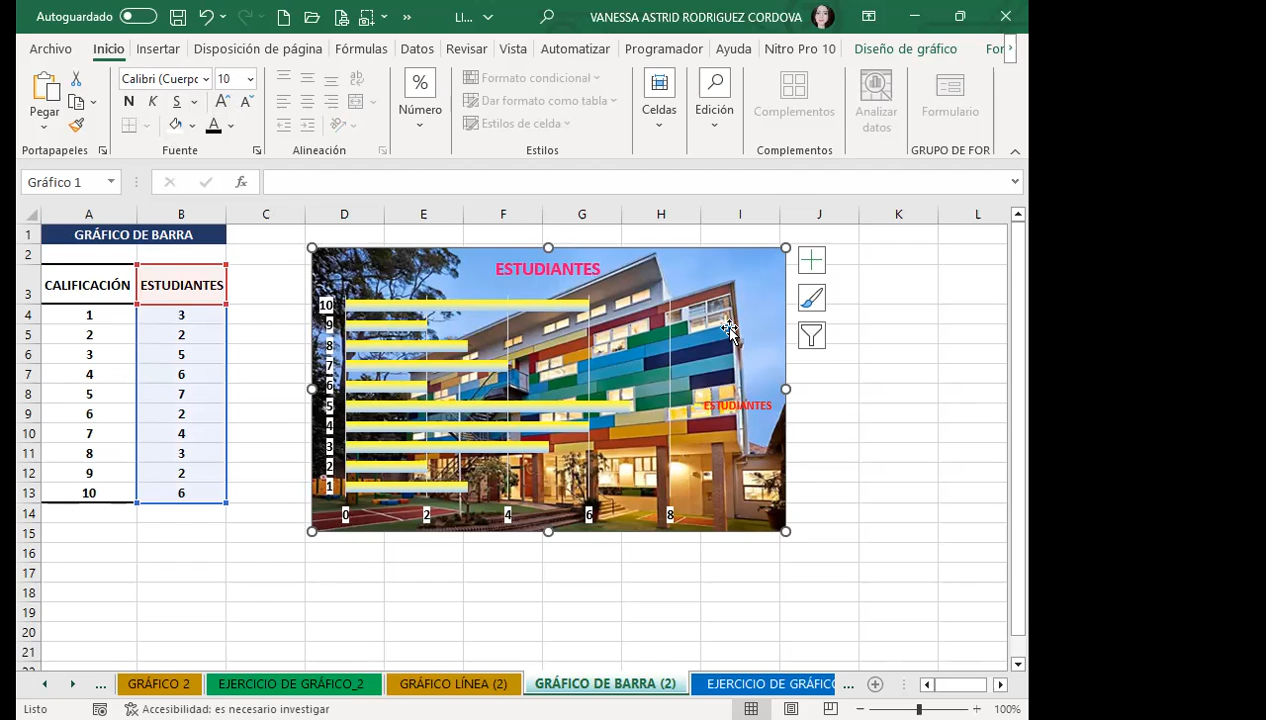 Autoguardado
LI...
VANESSA ASTRID RODRIGUEZ CORDOVA
Archivo Inicio Insertar Disposición de página Fórmulas Datos Revisar Vista Automatizar Programador Ayuda Nitro Pro 10 Diseño de gráfico For
Pegar
Portapapeles
Calibri (Cuerpo 10
N K S
Fuente
Alineación
%
Número
Formato condicional
Dar formato como tabla
Estilos de celda
Estilos
Celdas
Edición
Complementos
Complementos
Analizar datos
Formulario
GRUPO DE FOR
Gráfico 1
fx
A B C D E F G H I J K L
1 GRÁFICO DE BARRA
2
3 CALIFICACIÓN ESTUDIANTES
4 1 3
5 2 2
6 3 5
7 4 6
8 5 7
9 6 2
10 7 4
11 8 3
12 9 2
13 10 6
14
15
16
17
18
19
20
21
22
ESTUDIANTES
10
9
8
7
6
5
4
3
2
1
0 2 4 6 8
ESTUDIANTES
... GRÁFICO 2 EJERCICIO DE GRÁFICO_2 GRÁFICO LÍNEA (2) GRÁFICO DE BARRA (2) EJERCICIO DE GRÁFICO ...
Listo Accesibilidad: es necesario investigar 100%